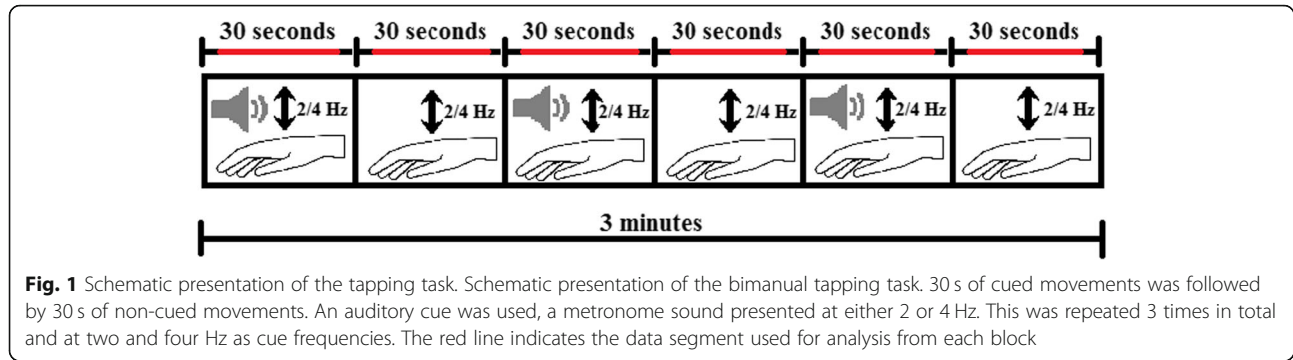 30 seconds 30 seconds 30 seconds 30 seconds 30 seconds 30 seconds
2/4 Hz 2/4 Hz 2/4 Hz 2/4 Hz 2/4 Hz 2/4 Hz
3 minutes
Fig. 1 Schematic presentation of the tapping task. Schematic presentation of the bimanual tapping task. 30 s of cued movements was followed
by 30 s of non-cued movements. An auditory cue was used, a metronome sound presented at either 2 or 4 Hz. This was repeated 3 times in total
and at two and four Hz as cue frequencies. The red line indicates the data segment used for analysis from each block